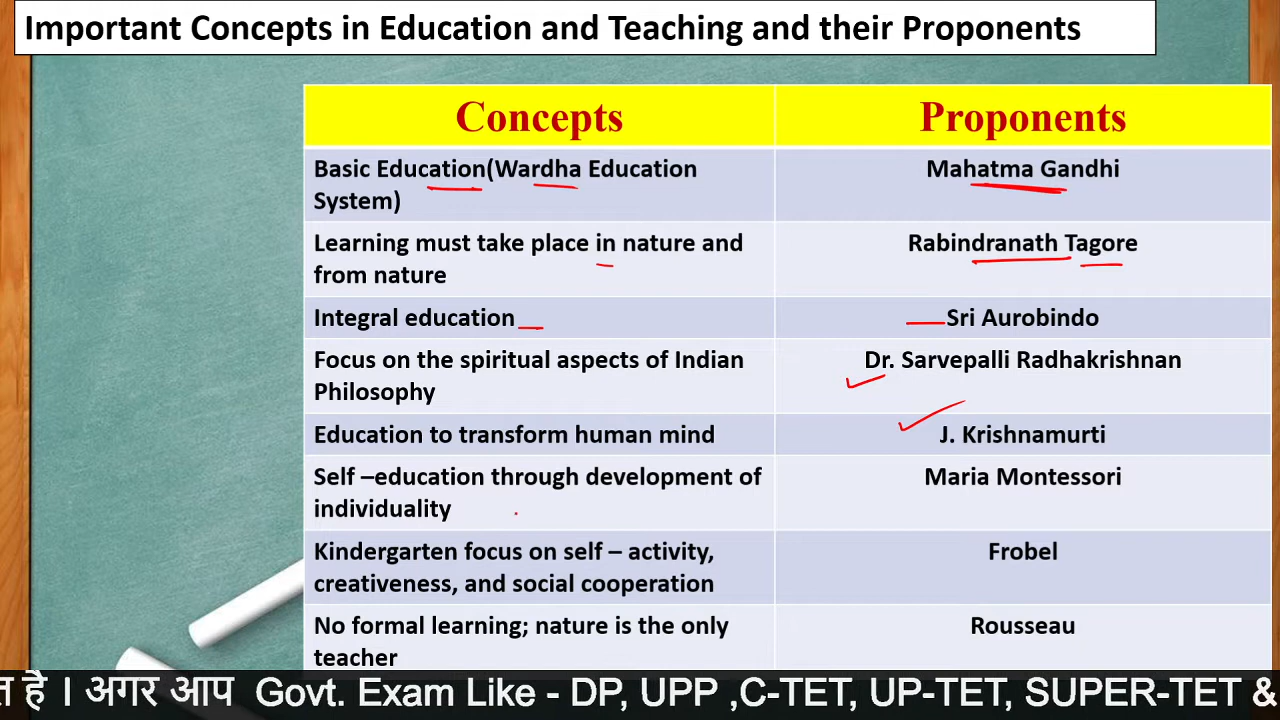 Important Concepts in Education and Teaching and their Proponents
Concepts Proponents
Basic Education(Wardha Education Mahatma Gandhi
System)
Learning must take place in nature and Rabindranath Tagore
from nature
Integral education Sri Aurobindo
Focus on the spiritual aspects of Indian Dr. Sarvepalli Radhakrishnan
Philosophy
Education to transform human mind J. Krishnamurti
Self –education through development of Maria Montessori
individuality
Kindergarten focus on self – activity, Frobel
creativeness, and social cooperation
No formal learning; nature is the only Rousseau
teacher
है । अगर आप Govt. Exam Like - DP, UPP ,C-TET, UP-TET, SUPER-TET &